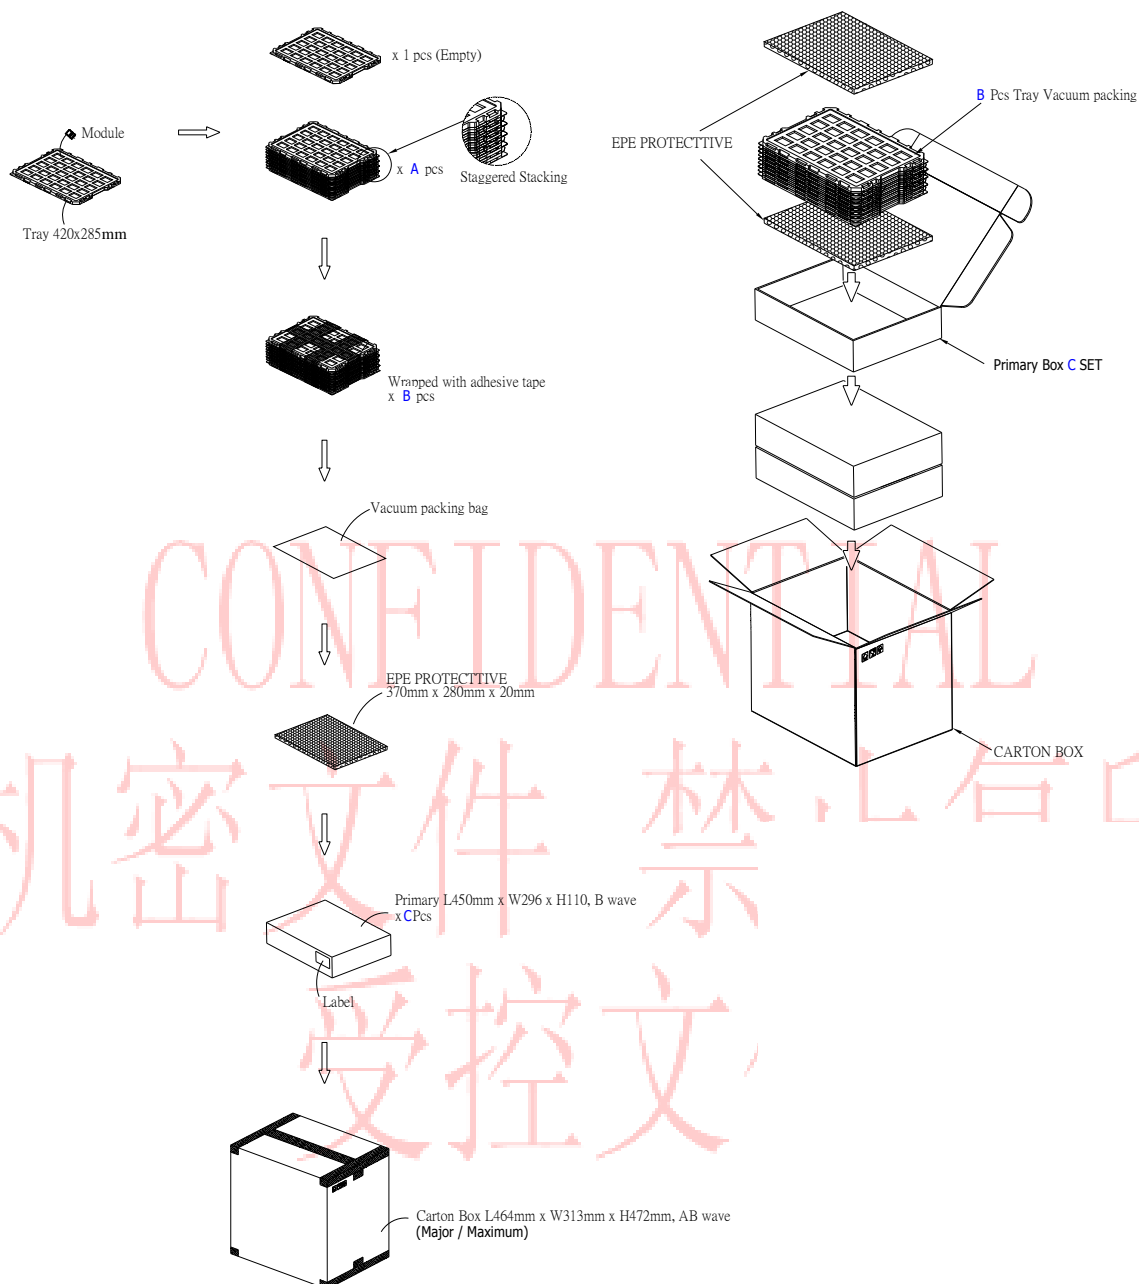 x 1 pcs (Empty)
Module
Tray 420x285mm
x A pcs
Staggered Stacking
Wrapped with adhesive tape
x B pcs
Vacuum packing bag
EPE PROTECTTIVE
370mm x 280mm x 20mm
Primary L450mm x W296 x H110, B wave
x C Pcs
Label
Carton Box L464mm x W313mm x H472mm, AB wave
(Major / Maximum)
B Pcs Tray Vacuum packing
EPE PROTECTTIVE
Primary Box C SET
CARTON BOX
CONFIDENTIAL
机密文件 禁止
受控文